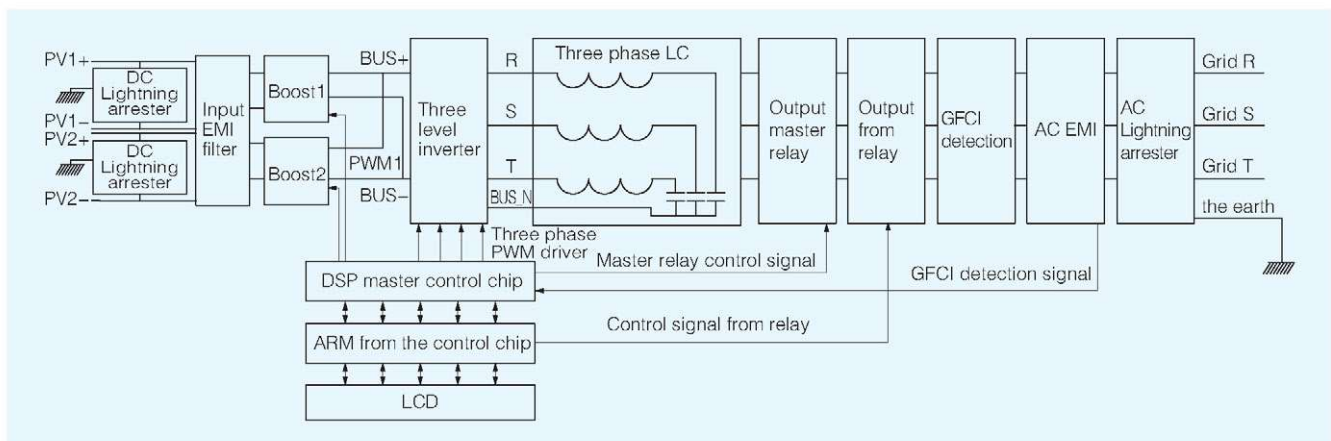 PV1+
DC
Lightning
arrester
PV1-
PV2+
DC
Lightning
arrester
PV2--
Input
EMI
filter
Boost1
Boost2
BUS+
PWM1
BUS-
Three
level
inverter
R
S
T
BUS_N
Three phase LC
Output
master
relay
Output
from
relay
GFCI
detection
AC EMI
AC
Lightning
arrester
Grid R
Grid S
Grid T
the earth
Three phase
PWM driver
Master relay control signal
GFCI detection signal
DSP master control chip
Control signal from relay
ARM from the control chip
LCD